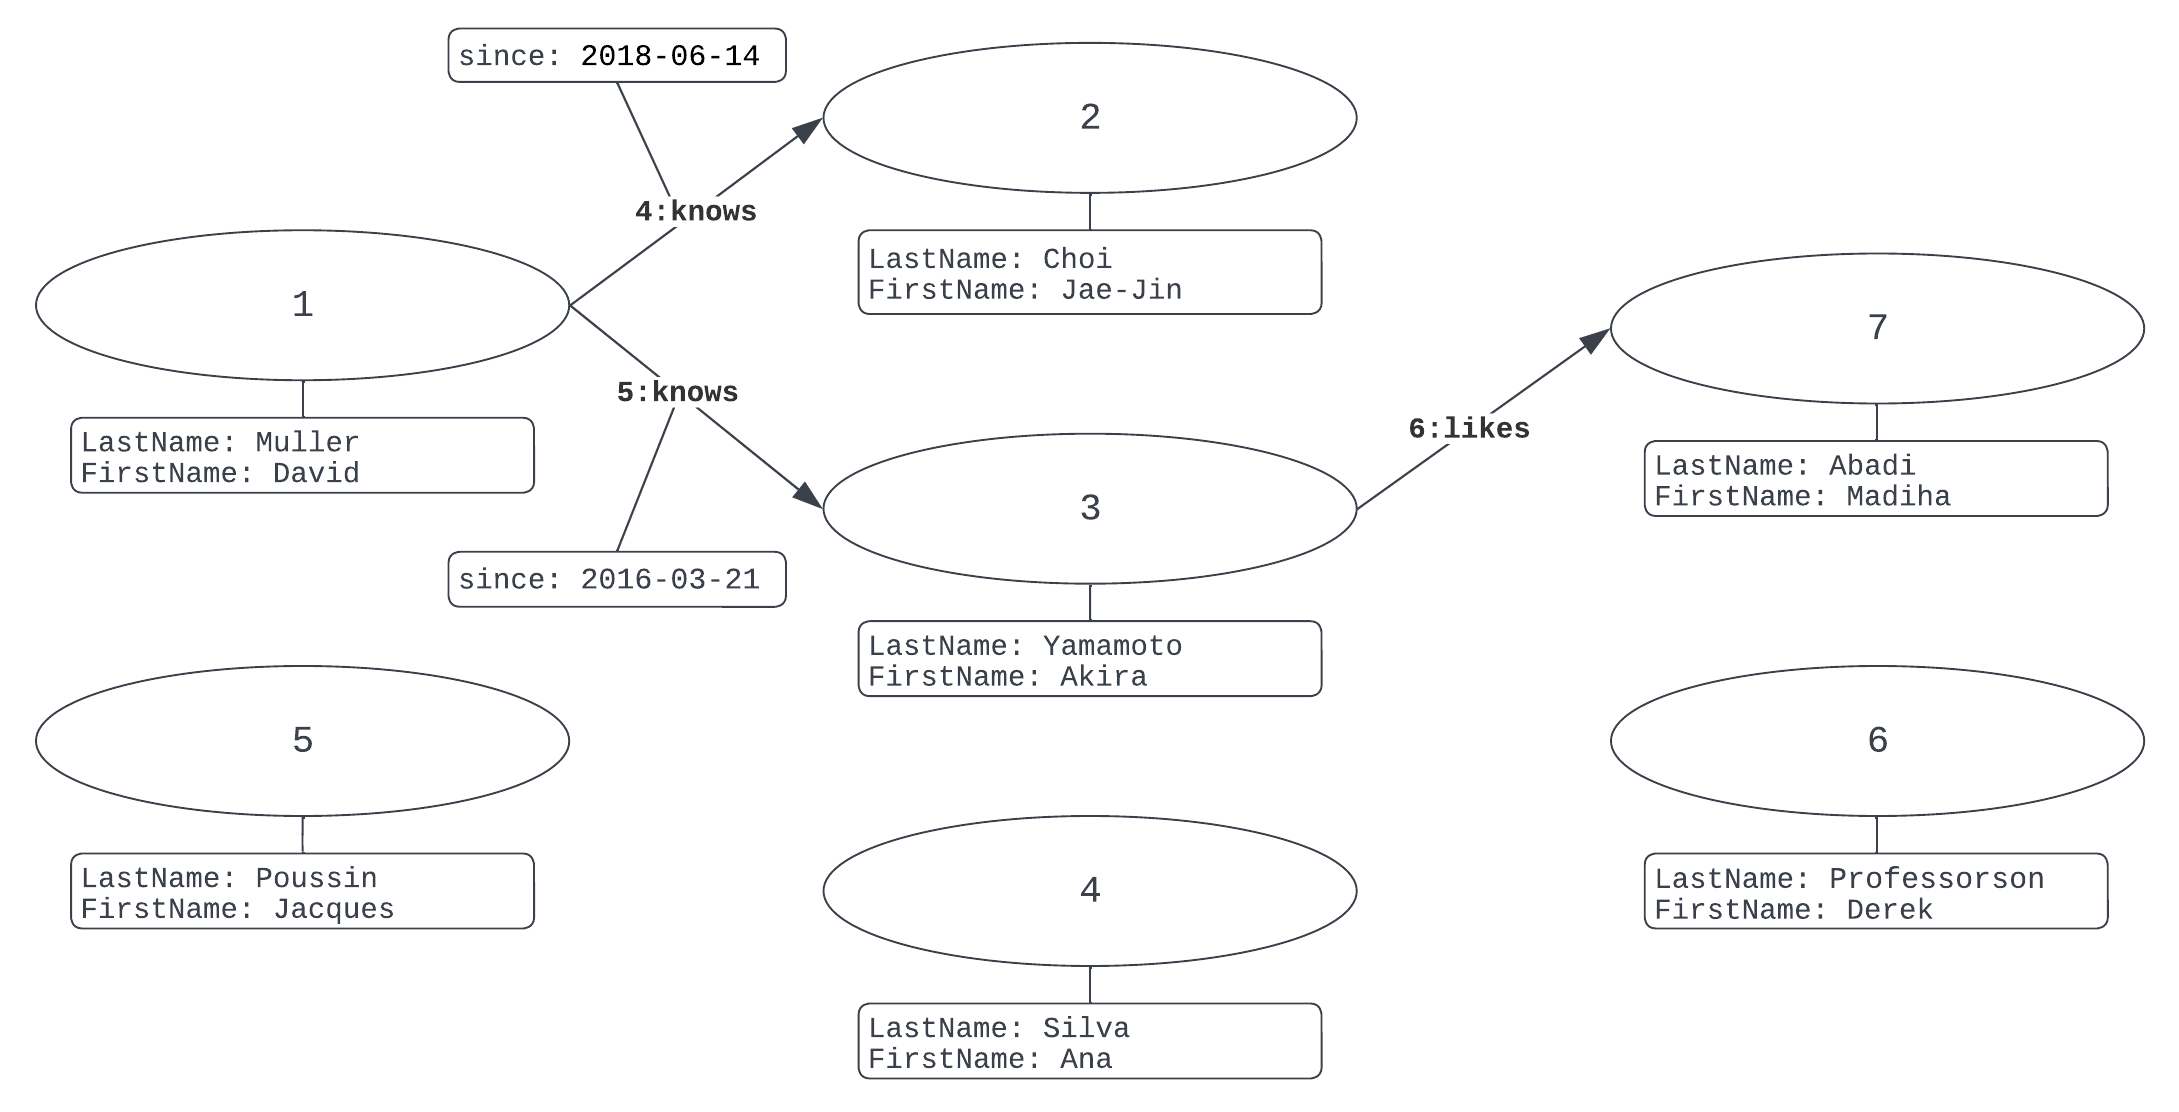 since: 2018-06-14
2
4:knows
LastName: Choi
FirstName: Jae-Jin
1
LastName: Muller
FirstName: David
5:knows
since: 2016-03-21
3
LastName: Yamamoto
FirstName: Akira
6:likes
7
LastName: Abadi
FirstName: Madiha
5
LastName: Poussin
FirstName: Jacques
4
LastName: Silva
FirstName: Ana
6
LastName: Professorson
FirstName: Derek